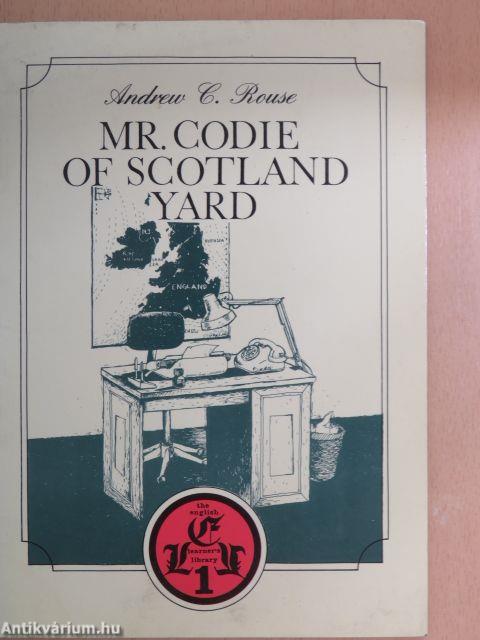 Andrew C. Rouse
MR. CODIE
OF SCOTLAND
YARD
ENGLAND
the
english
E
L L
learner's
library
1
Antikvárium.hu